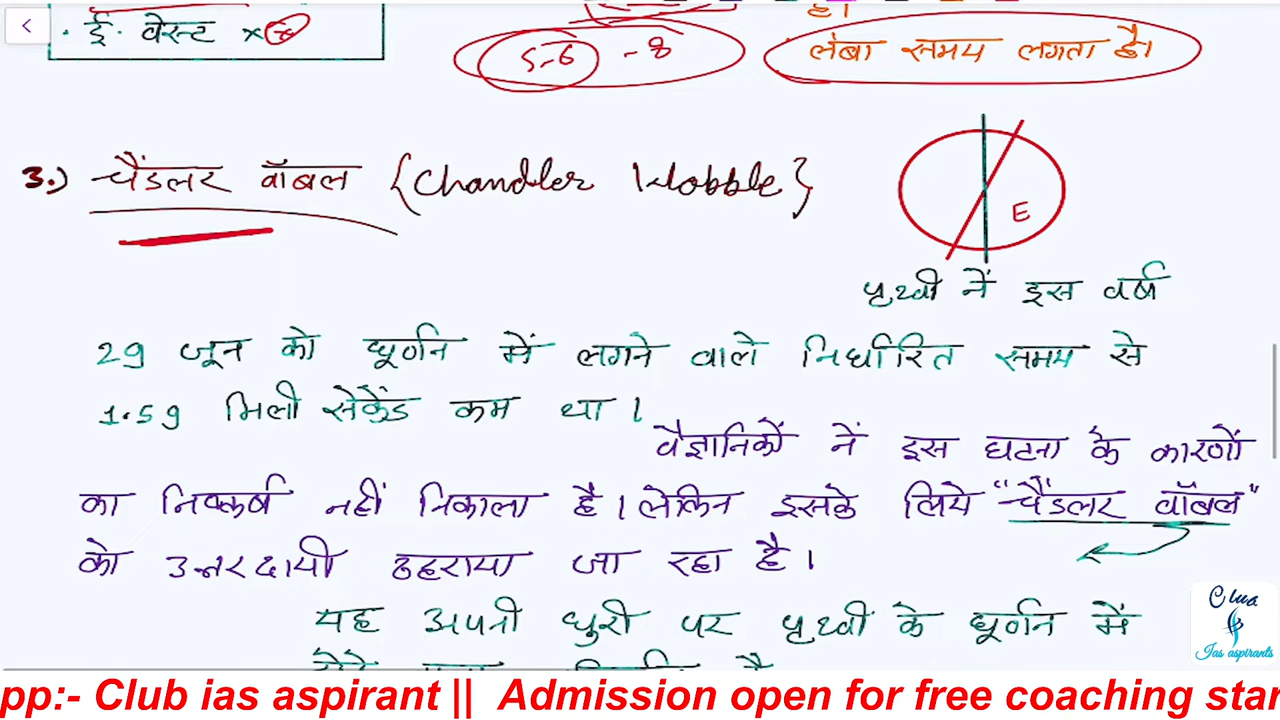 · ई· वेस्ट ×
है।
5-6 - 8
लंबा समय लगता है।
3.) चैंडलर वॉबल {Chandler Wobble}
E
पृथ्वी नें इस वर्ष
29 जून को घूर्णन में लगने वाले निर्धारित समय से
1.59 मिली सेकैंड कम था।
वैज्ञानिकों नें इस घटना के कारणों
का निष्कर्ष नहीं निकाला है। लेकिन इसके लिये "चैंडलर वॉबल"
को उत्तरदायी ठहराया जा रहा है।
यह अपनी धुरी पर पृथ्वी के घूर्णन में
Club
Ias aspirants
pp:- Club ias aspirant || Admission open for free coaching star